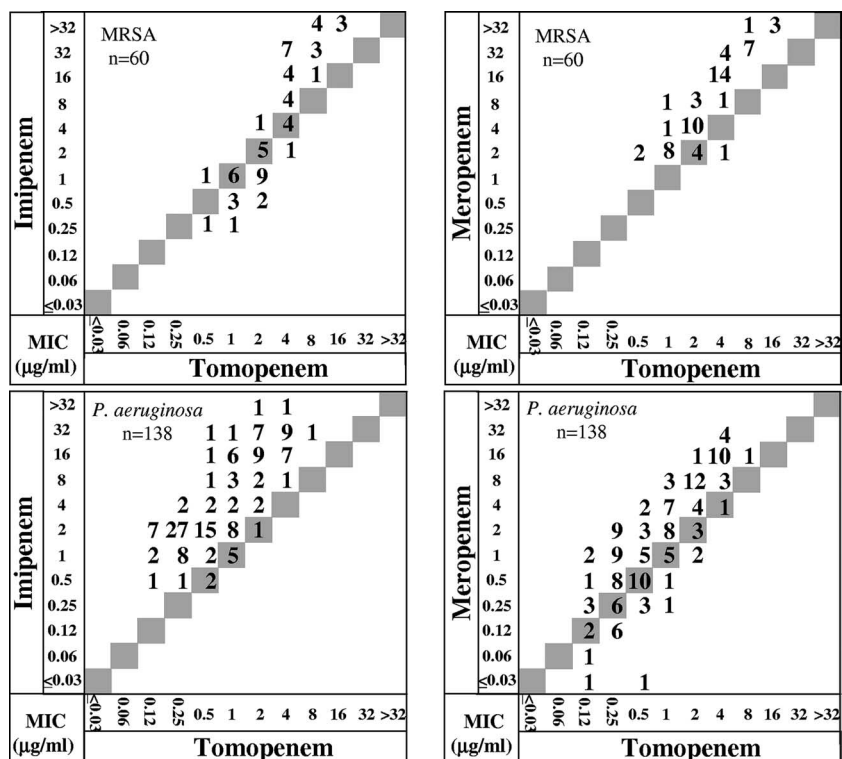 Imipenem
MRSA
n=60
>32 4 3
32 7 3
16 4 1
8 4
4 1 4
2 5 1
1 1 6 9
0.5 3 2
0.25 1 1
0.12
0.06
≤0.03
MIC
(μg/ml)
≤0.03 0.06 0.12 0.25 0.5 1 2 4 8 16 32 >32
Tomopenem
Meropenem
MRSA
n=60
>32 1 3
32 4 7
16 14
8 1 3 1
4 1 10
2 2 8 4 1
1
0.5
0.25
0.12
0.06
≤0.03
MIC
(μg/ml)
≤0.03 0.06 0.12 0.25 0.5 1 2 4 8 16 32 >32
Tomopenem
Imipenem
P. aeruginosa
n=138
>32 1 1
32 1 1 7 9 1
16 1 6 9 7
8 1 3 2 1
4 2 2 2 2
2 7 27 15 8 1
1 2 8 2 5
0.5 1 1 2
0.25
0.12
0.06
≤0.03
MIC
(μg/ml)
≤0.03 0.06 0.12 0.25 0.5 1 2 4 8 16 32 >32
Tomopenem
Meropenem
P. aeruginosa
n=138
>32
32 4
16 1 10 1
8 3 12 3
4 2 7 4 1
2 9 3 8 3
1 2 9 5 5 2
0.5 1 8 10 1
0.25 3 6 3 1
0.12 2 6
0.06 1
≤0.03 1 1
MIC
(μg/ml)
≤0.03 0.06 0.12 0.25 0.5 1 2 4 8 16 32 >32
Tomopenem